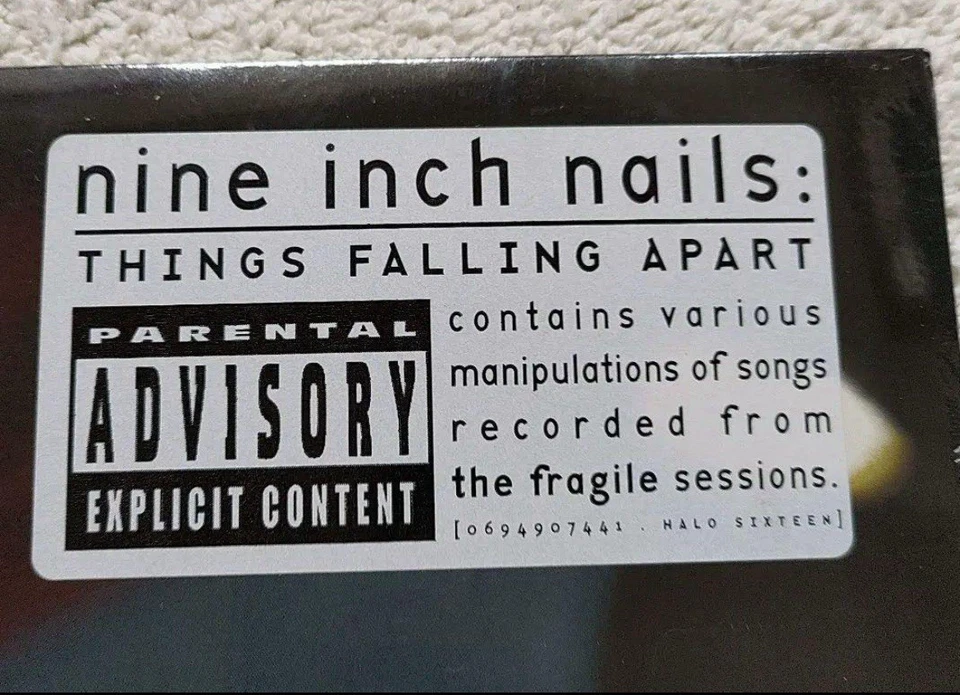 nine inch nails:
THINGS FALLING APART
PARENTAL
ADVISORY
EXPLICIT CONTENT
contains various
manipulations of songs
recorded from
the fragile sessions.
[0694907441 . HALO SIXTEEN]